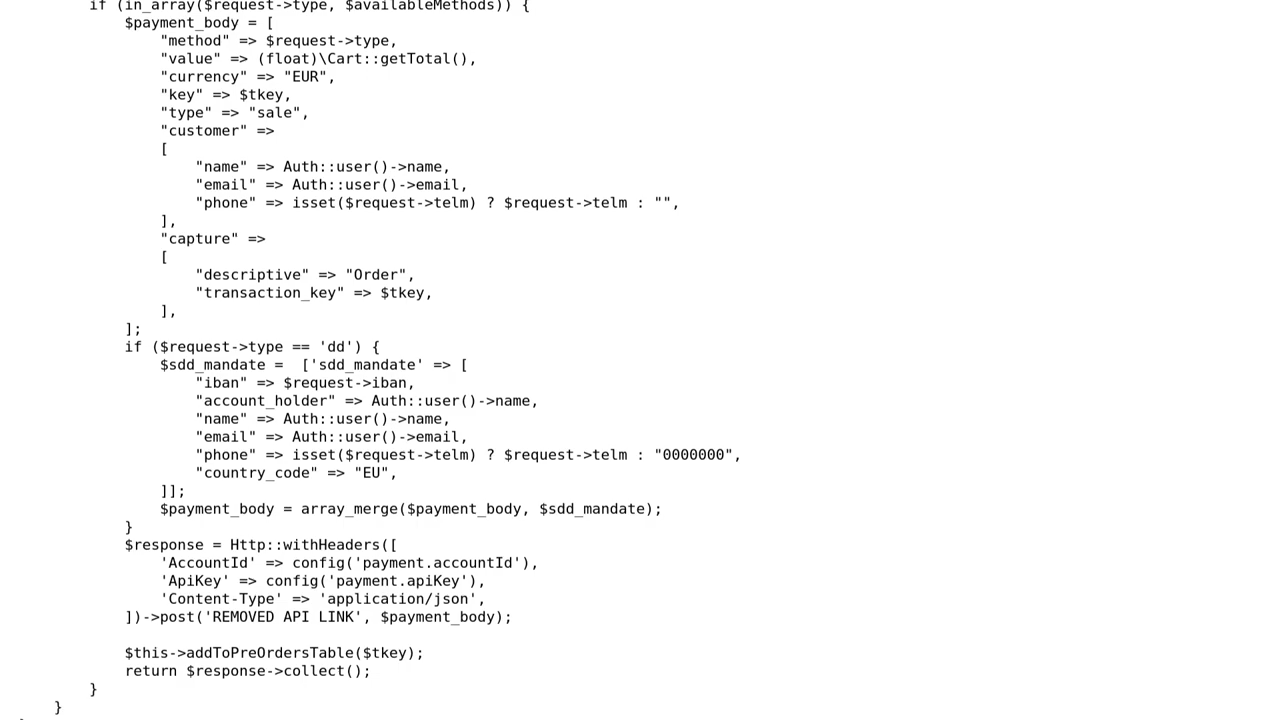 if (in_array($request->type, $availableMethods)) {
$payment_body = [
"method" => $request->type,
"value" => (float)\Cart::getTotal(),
"currency" => "EUR",
"key" => $tkey,
"type" => "sale",
"customer" =>
[
"name" => Auth::user()->name,
"email" => Auth::user()->email,
"phone" => isset($request->telm) ? $request->telm : "",
],
"capture" =>
[
"descriptive" => "Order",
"transaction_key" => $tkey,
],
];
if ($request->type == 'dd') {
$sdd_mandate =  ['sdd_mandate' => [
"iban" => $request->iban,
"account_holder" => Auth::user()->name,
"name" => Auth::user()->name,
"email" => Auth::user()->email,
"phone" => isset($request->telm) ? $request->telm : "0000000",
"country_code" => "EU",
]];
$payment_body = array_merge($payment_body, $sdd_mandate);
}
$response = Http::withHeaders([
'AccountId' => config('payment.accountId'),
'ApiKey' => config('payment.apiKey'),
'Content-Type' => 'application/json',
])->post('REMOVED API LINK', $payment_body);
$this->addToPreOrdersTable($tkey);
return $response->collect();
}
}